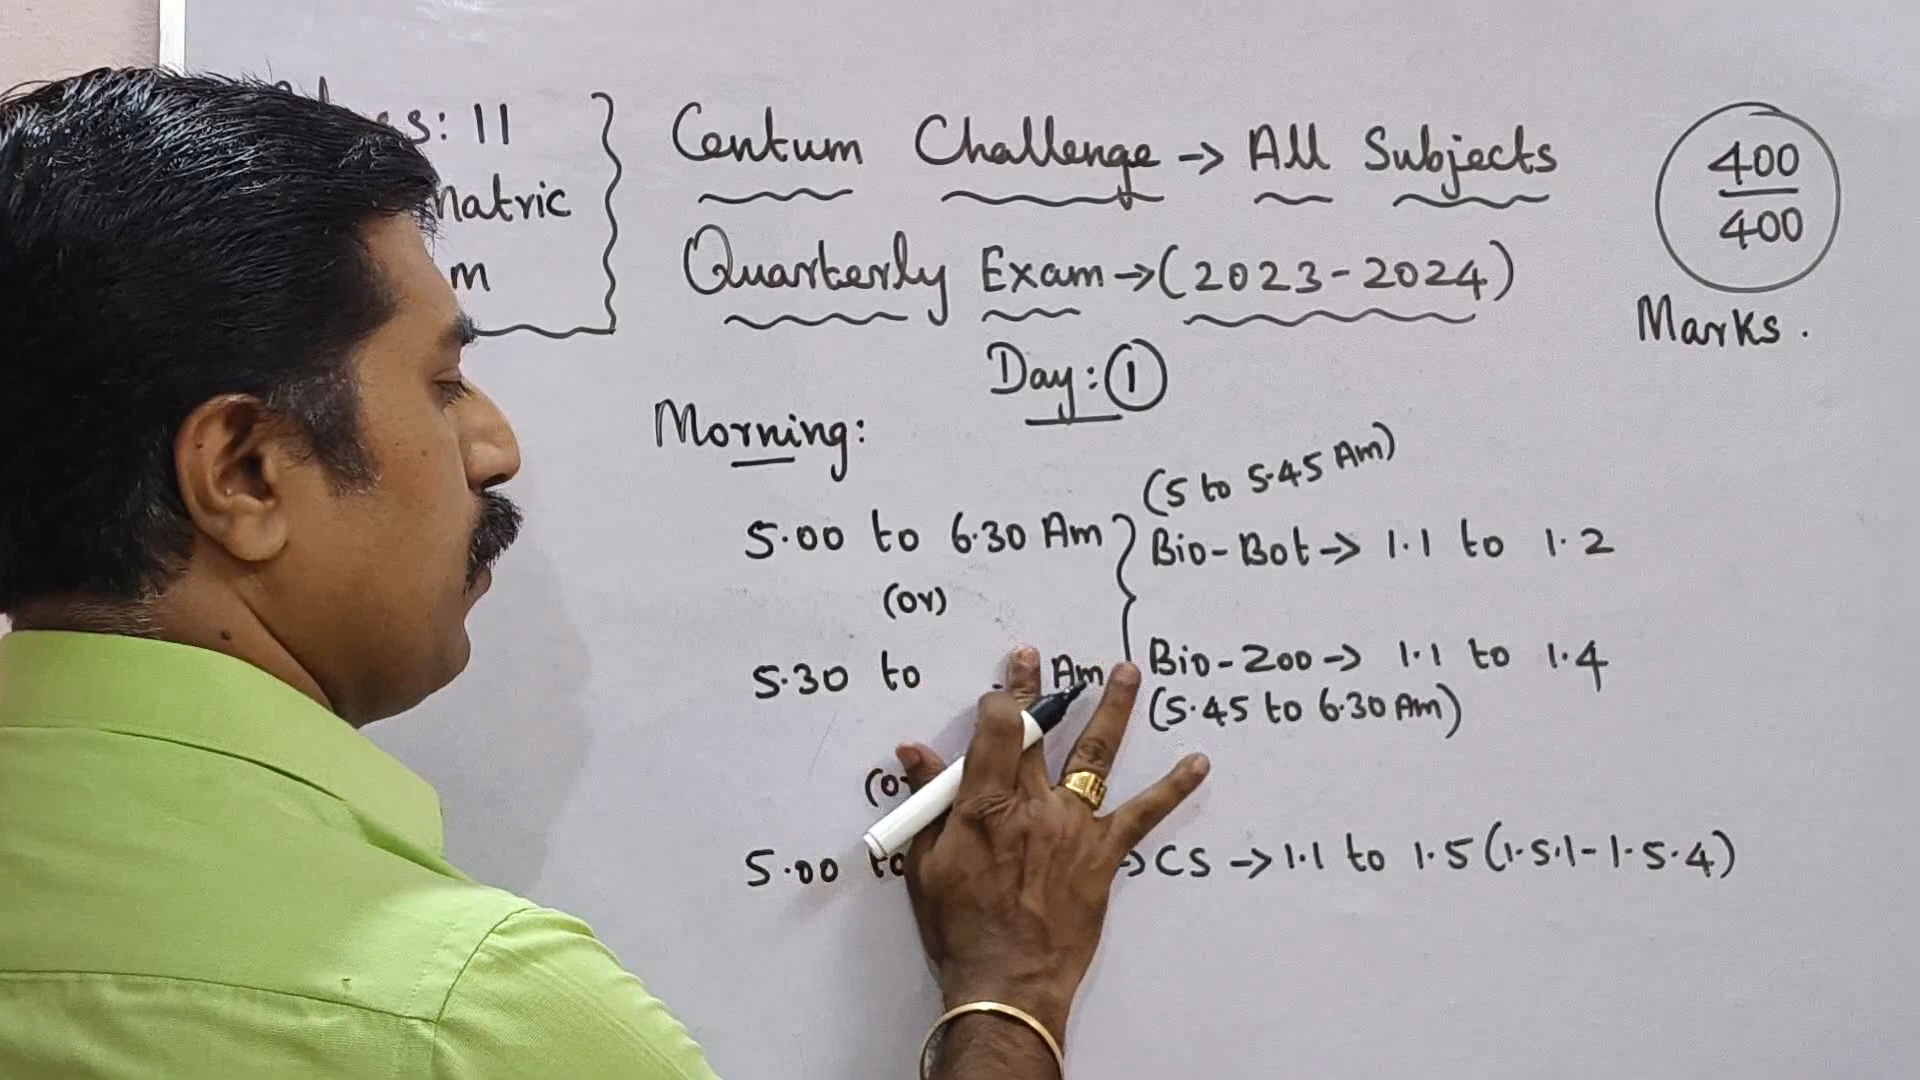 s: 11
matric
m
Centum Challenge → All Subjects
Quarterly Exam → (2023-2024)
400
400
Marks.
Day: 1
Morning:
(5 to 5.45 Am)
5.00 to 6.30 Am
Bio-Bot → 1.1 to 1.2
(or)
5.30 to Am
Bio-Zoo → 1.1 to 1.4
(5.45 to 6.30 Am)
5.00 to → CS → 1.1 to 1.5 (1.5.1 - 1.5.4)